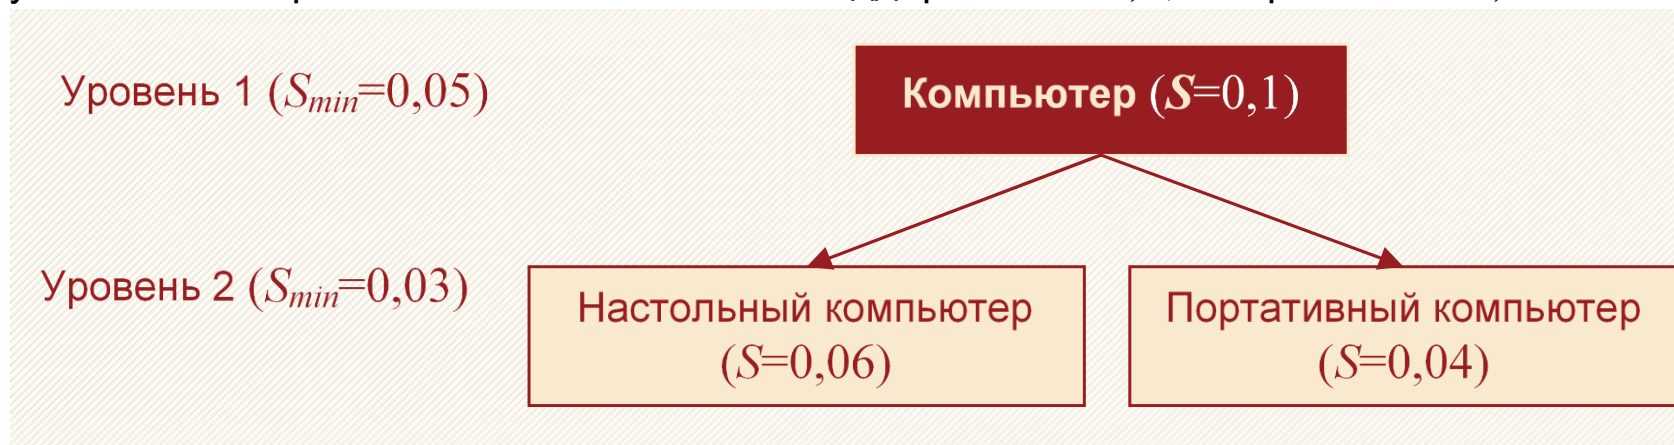 Уровень 1 (Smin=0,05)
Компьютер (S=0,1)
Уровень 2 (Smin=0,03)
Настольный компьютер
(S=0,06)
Портативный компьютер
(S=0,04)